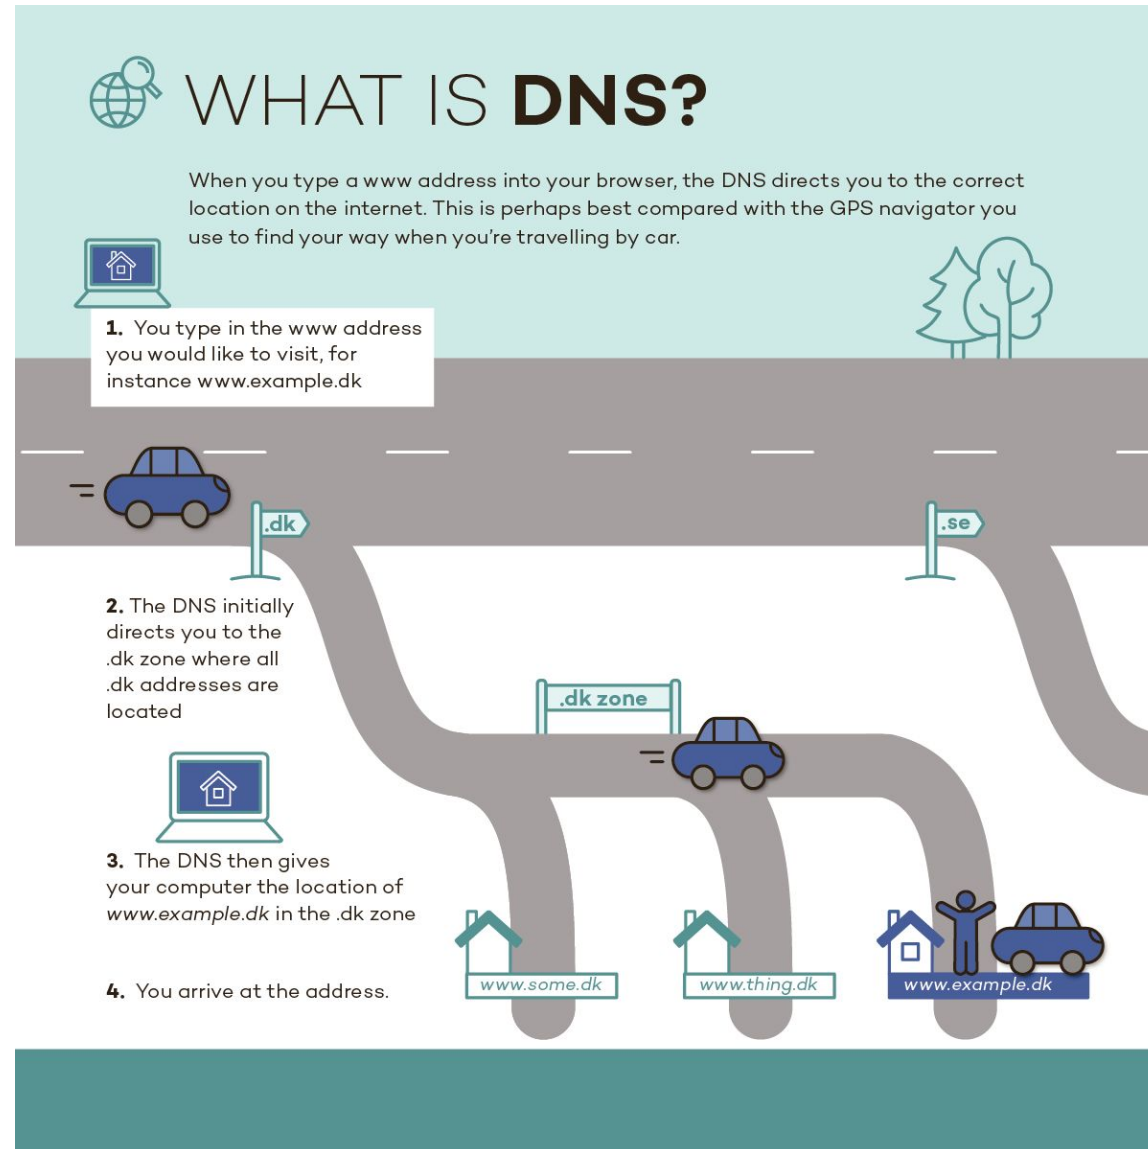 WHAT IS DNS?
When you type a www address into your browser, the DNS directs you to the correct
location on the internet. This is perhaps best compared with the GPS navigator you
use to find your way when you're travelling by car.
1. You type in the www address
you would like to visit, for
instance www.example.dk
.dk
.se
2. The DNS initially
directs you to the
.dk zone where all
.dk addresses are
located
.dk zone
3. The DNS then gives
your computer the location of
www.example.dk in the .dk zone
4. You arrive at the address.
www.some.dk
www.thing.dk
www.example.dk